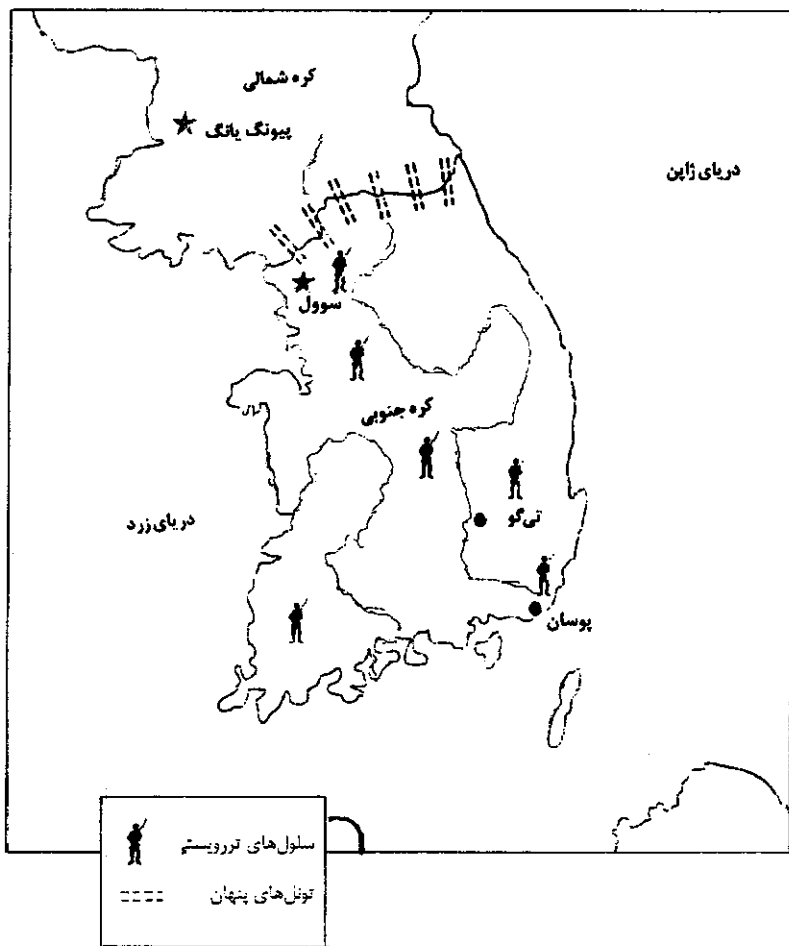 کره شمالی
پیونگ یانگ
دریای ژاپن
سوول
کره جنوبی
تی‌گو
دریای زرد
پوسان
سلول‌های تررویستی
تونل‌های پنهان